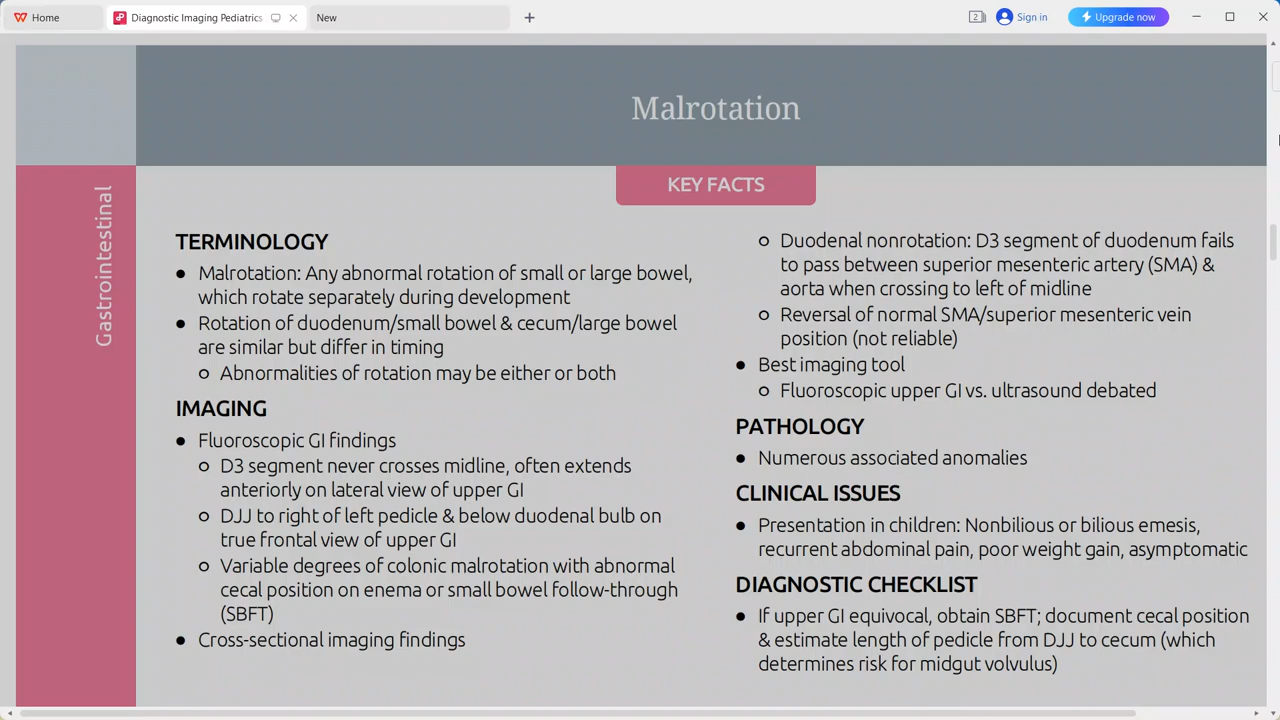 Home
Diagnostic Imaging Pediatrics
New
2
Sign in
Upgrade now
Malrotation
Gastrointestinal
KEY FACTS
TERMINOLOGY
● Malrotation: Any abnormal rotation of small or large bowel,
which rotate separately during development
● Rotation of duodenum/small bowel & cecum/large bowel
are similar but differ in timing
○ Abnormalities of rotation may be either or both
IMAGING
● Fluoroscopic GI findings
○ D3 segment never crosses midline, often extends
anteriorly on lateral view of upper GI
○ DJJ to right of left pedicle & below duodenal bulb on
true frontal view of upper GI
○ Variable degrees of colonic malrotation with abnormal
cecal position on enema or small bowel follow-through
(SBFT)
● Cross-sectional imaging findings
○ Duodenal nonrotation: D3 segment of duodenum fails
to pass between superior mesenteric artery (SMA) &
aorta when crossing to left of midline
○ Reversal of normal SMA/superior mesenteric vein
position (not reliable)
● Best imaging tool
○ Fluoroscopic upper GI vs. ultrasound debated
PATHOLOGY
● Numerous associated anomalies
CLINICAL ISSUES
● Presentation in children: Nonbilious or bilious emesis,
recurrent abdominal pain, poor weight gain, asymptomatic
DIAGNOSTIC CHECKLIST
● If upper GI equivocal, obtain SBFT; document cecal position
& estimate length of pedicle from DJJ to cecum (which
determines risk for midgut volvulus)